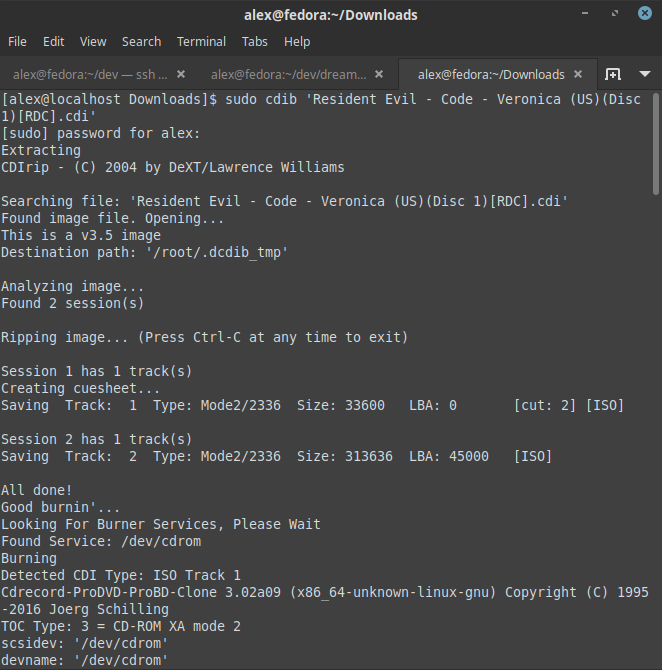 alex@fedora:~/Downloads
File Edit View Search Terminal Tabs Help
alex@fedora:~/dev — ssh ... × alex@fedora:~/dev/dream... × alex@fedora:~/Downloads ×
[alex@localhost Downloads]$ sudo cdib 'Resident Evil - Code - Veronica (US)(Disc
1)[RDC].cdi'
[sudo] password for alex:
Extracting
CDIrip - (C) 2004 by DeXT/Lawrence Williams
Searching file: 'Resident Evil - Code - Veronica (US)(Disc 1)[RDC].cdi'
Found image file. Opening...
This is a v3.5 image
Destination path: '/root/.dcdib_tmp'
Analyzing image...
Found 2 session(s)
Ripping image... (Press Ctrl-C at any time to exit)
Session 1 has 1 track(s)
Creating cuesheet...
Saving  Track:  1  Type: Mode2/2336  Size: 33600   LBA: 0       [cut: 2] [ISO]
Session 2 has 1 track(s)
Saving  Track:  2  Type: Mode2/2336  Size: 313636  LBA: 45000   [ISO]
All done!
Good burnin'...
Looking For Burner Services, Please Wait
Found Service: /dev/cdrom
Burning
Detected CDI Type: ISO Track 1
Cdrecord-ProDVD-ProBD-Clone 3.02a09 (x86_64-unknown-linux-gnu) Copyright (C) 1995
-2016 Joerg Schilling
TOC Type: 3 = CD-ROM XA mode 2
scsidev: '/dev/cdrom'
devname: '/dev/cdrom'